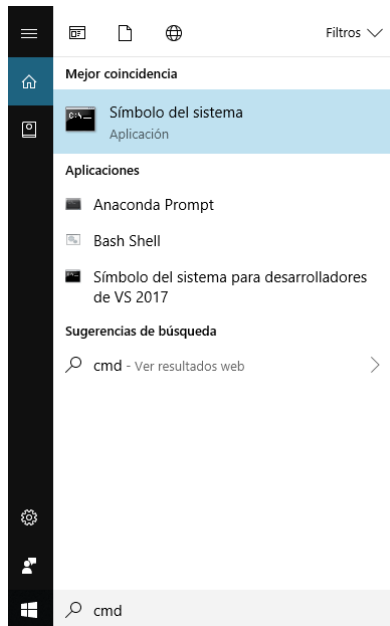 Filtros
Mejor coincidencia
C:\
Símbolo del sistema
Aplicación
Aplicaciones
Anaconda Prompt
Bash Shell
Símbolo del sistema para desarrolladores
de VS 2017
Sugerencias de búsqueda
cmd - Ver resultados web
cmd